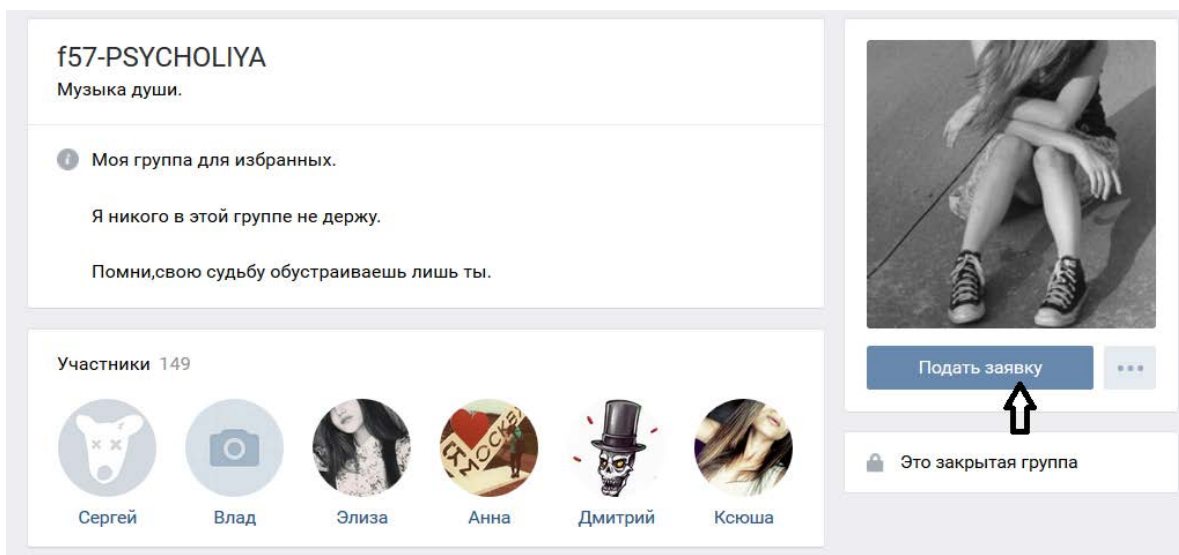 f57-PSYCHOLIYA
Музыка души.
Моя группа для избранных.
Я никого в этой группе не держу.
Помни,свою судьбу обустраиваешь лишь ты.
Участники 149
МОСКВУ
Сергей
Влад
Элиза
Анна
Дмитрий
Ксюша
Подать заявку
Это закрытая группа